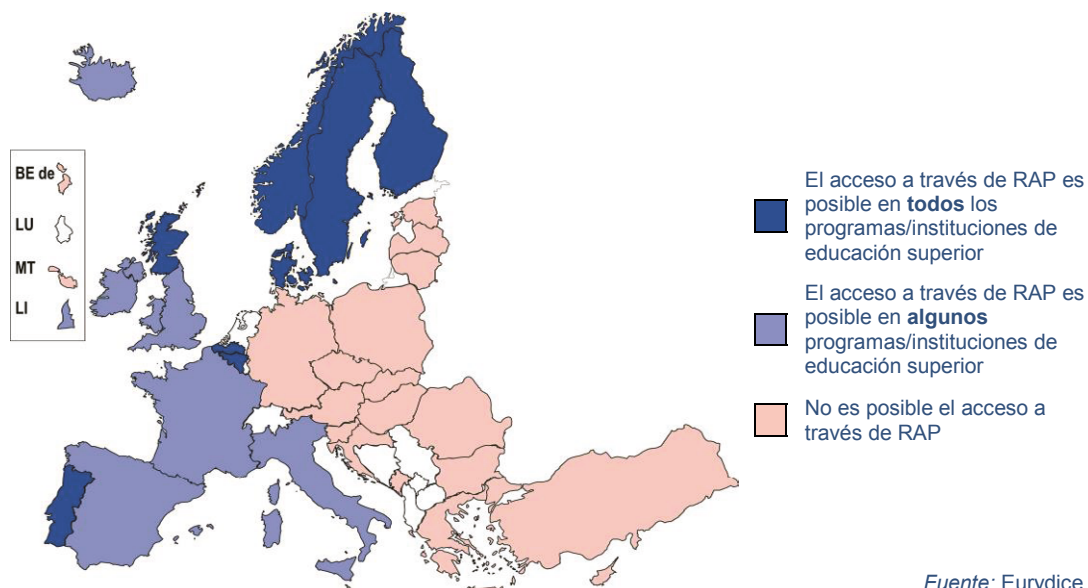 BE de
LU
MT
LI
El acceso a través de RAP es
posible en todos los
programas/instituciones de
educación superior
El acceso a través de RAP es
posible en algunos
programas/instituciones de
educación superior
No es posible el acceso a
través de RAP
Fuente: Eurydice